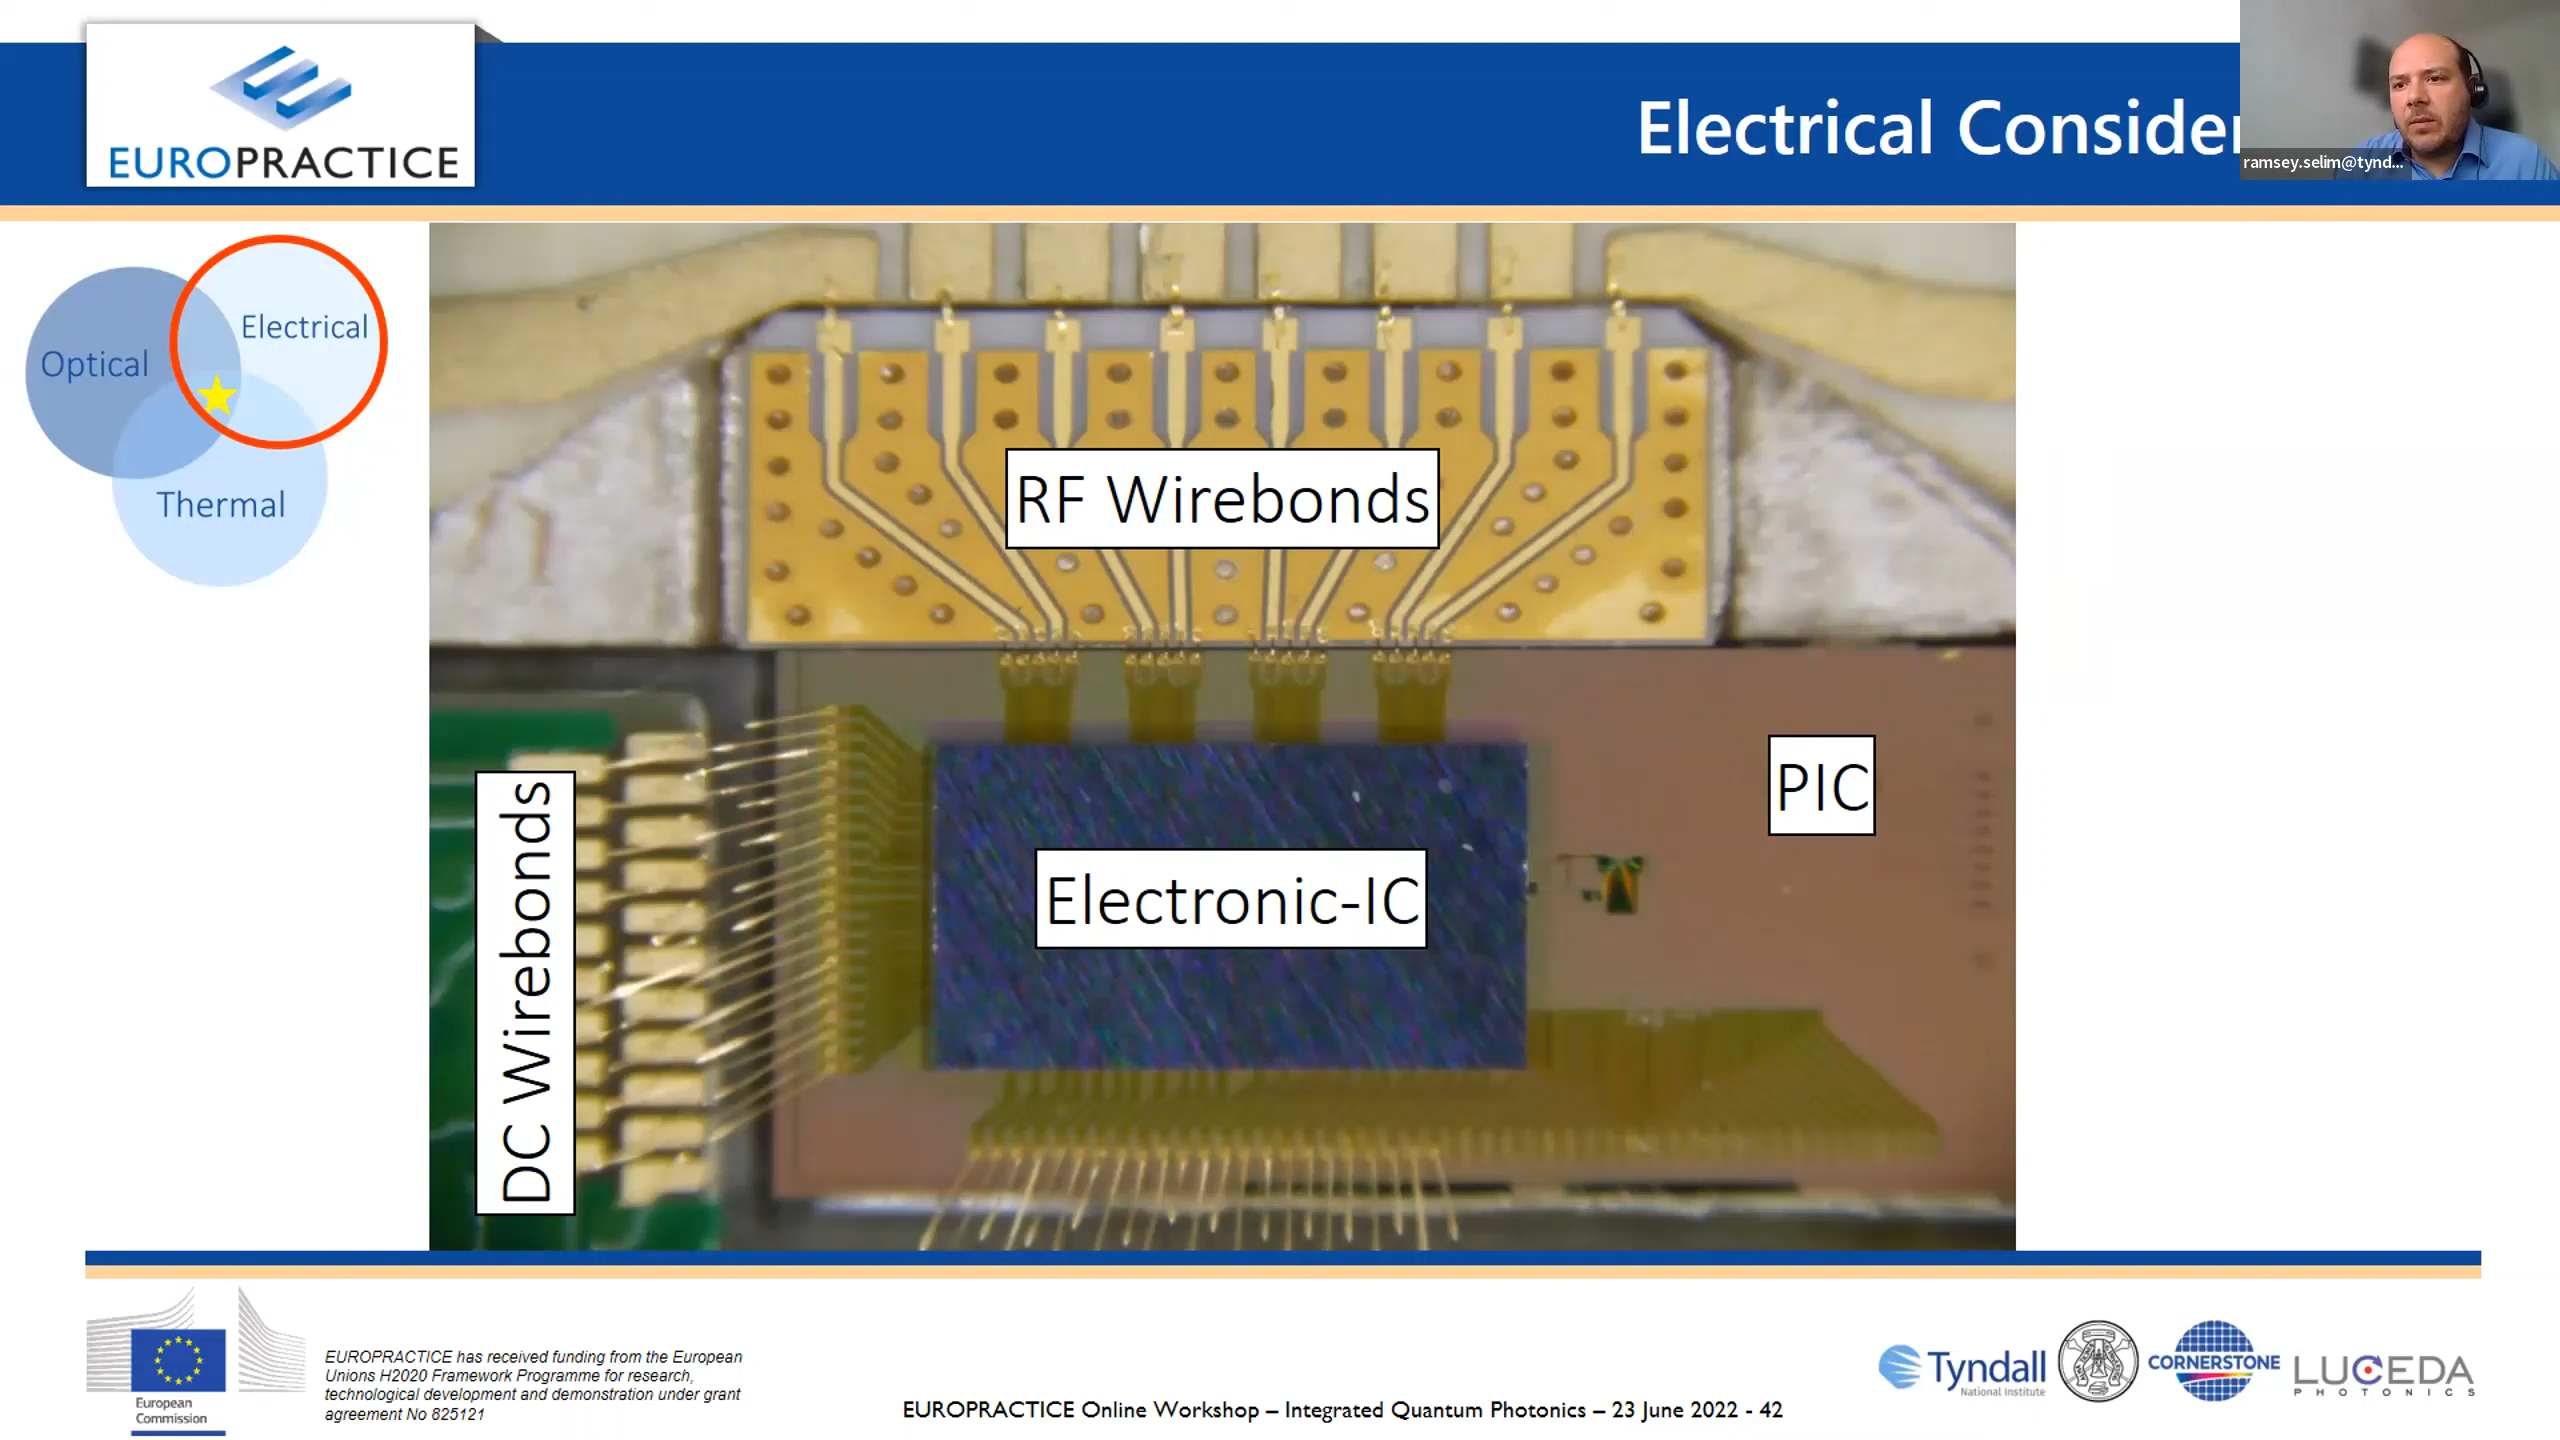 EUROPRACTICE
Electrical Consider
ramsey.selim@tynd...
Optical
Electrical
Thermal
RF Wirebonds
PIC
Electronic-IC
DC Wirebonds
European
Commission
EUROPRACTICE has received funding from the European
Unions H2020 Framework Programme for research,
technological development and demonstration under grant
agreement No 825121
EUROPRACTICE Online Workshop – Integrated Quantum Photonics – 23 June 2022 - 42
Tyndall
National Institute
CORNERSTONE
LUCEDA
PHOTONICS